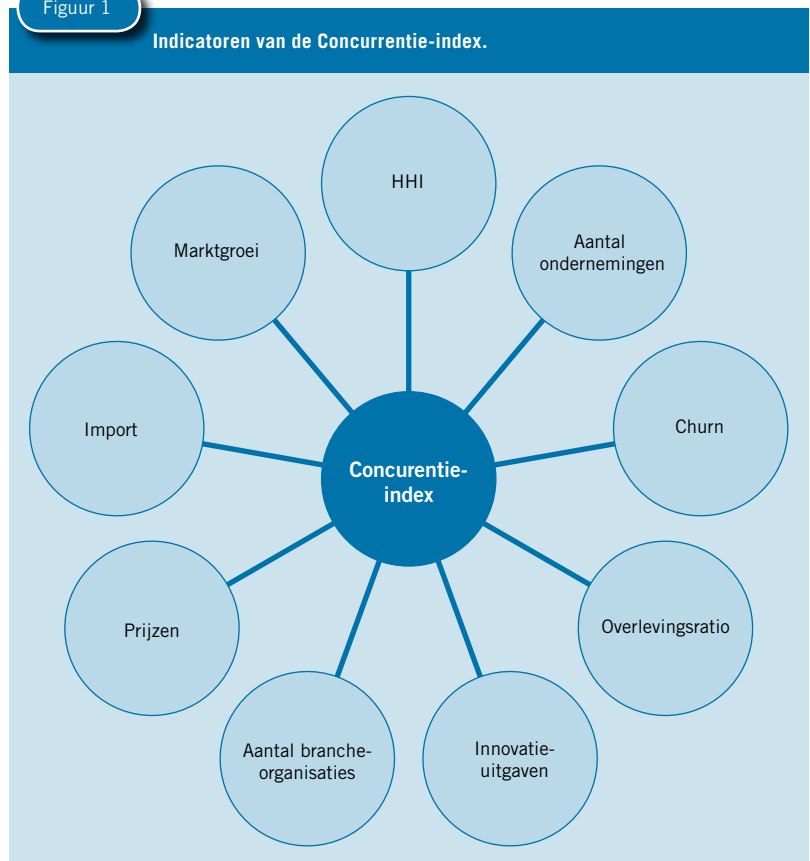 Figuur 1
Indicatoren van de Concurrentie-index.
HHI
Aantal
ondernemingen
Churn
Overlevingsratio
Innovatie-
uitgaven
Aantal branche-
organisaties
Prijzen
Import
Marktgroei
Concurentie-
index